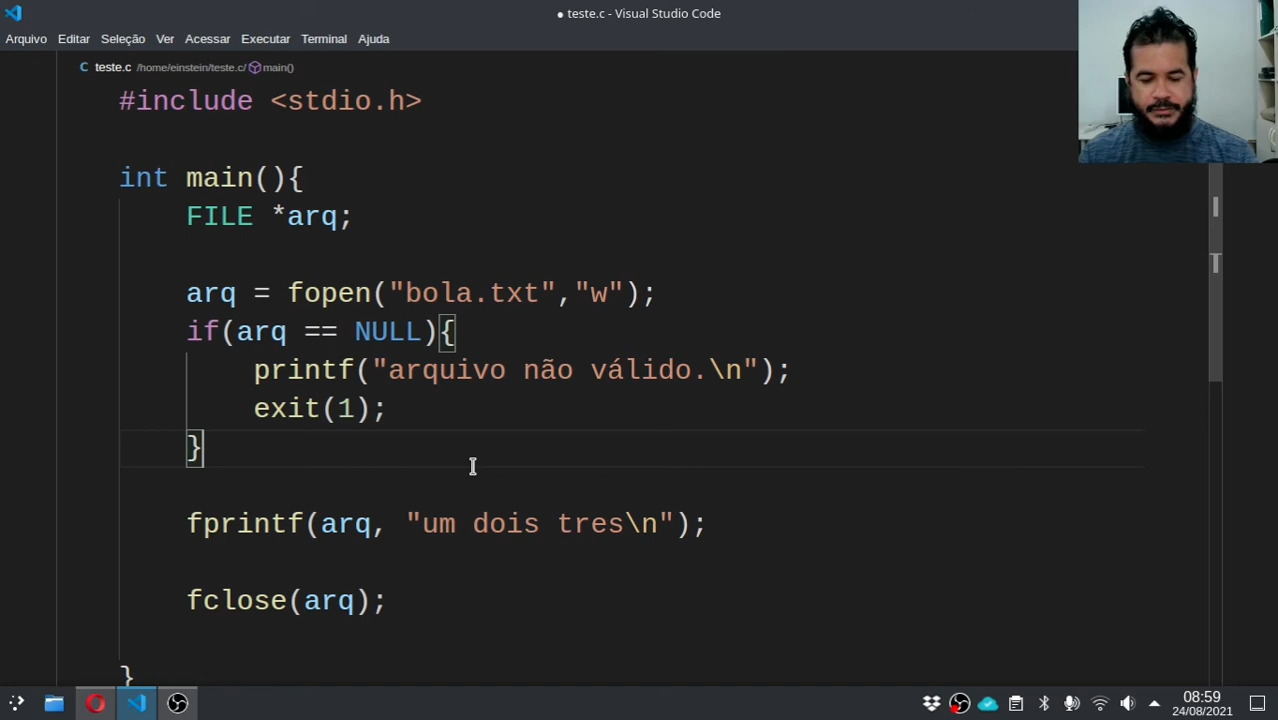 ● teste.c - Visual Studio Code
Arquivo Editar Seleção Ver Acessar Executar Terminal Ajuda
C teste.c /home/einstein/teste.c/ main()
#include <stdio.h>
int main(){
FILE *arq;
arq = fopen("bola.txt","w");
if(arq == NULL){
printf("arquivo não válido.\n");
exit(1);
}
fprintf(arq, "um dois tres\n");
fclose(arq);
}
08:59
24/08/2021